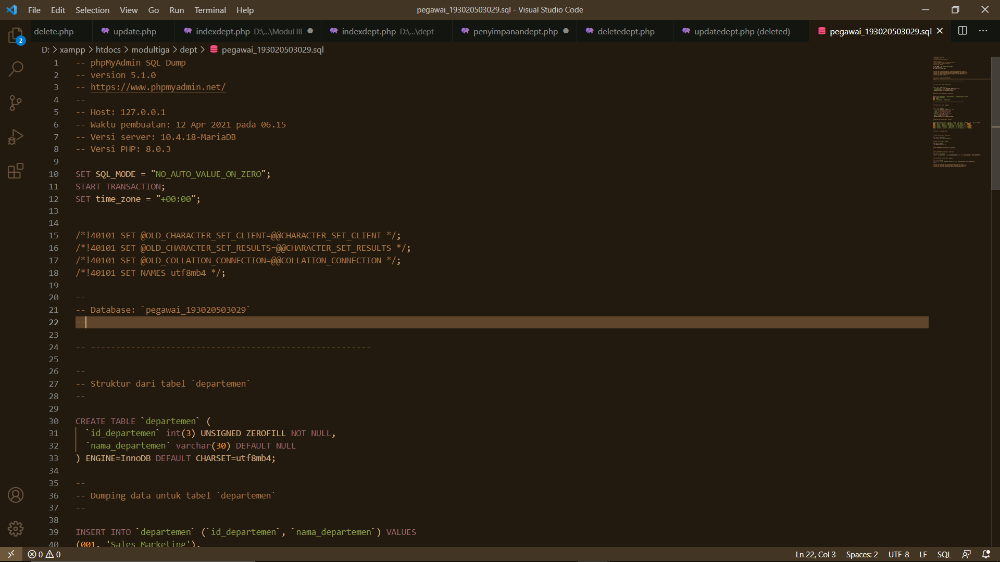 File Edit Selection View Go Run Terminal Help
pegawai_193020503029.sql - Visual Studio Code
delete.php
update.php
indexdept.php D:\...\Modul III
indexdept.php D:\...\dept
penyimpanandept.php
deletedept.php
updatedept.php (deleted)
pegawai_193020503029.sql
2
D: > xampp > htdocs > modultiga > dept > pegawai_193020503029.sql
1 -- phpMyAdmin SQL Dump
2 -- version 5.1.0
3 -- https://www.phpmyadmin.net/
4 --
5 -- Host: 127.0.0.1
6 -- Waktu pembuatan: 12 Apr 2021 pada 06.15
7 -- Versi server: 10.4.18-MariaDB
8 -- Versi PHP: 8.0.3
9
10 SET SQL_MODE = "NO_AUTO_VALUE_ON_ZERO";
11 START TRANSACTION;
12 SET time_zone = "+00:00";
13
14
15 /*!40101 SET @OLD_CHARACTER_SET_CLIENT=@@CHARACTER_SET_CLIENT */;
16 /*!40101 SET @OLD_CHARACTER_SET_RESULTS=@@CHARACTER_SET_RESULTS */;
17 /*!40101 SET @OLD_COLLATION_CONNECTION=@@COLLATION_CONNECTION */;
18 /*!40101 SET NAMES utf8mb4 */;
19
20 --
21 -- Database: `pegawai_193020503029`
22 --
23
24 -- --------------------------------------------------------
25
26 --
27 -- Struktur dari tabel `departemen`
28 --
29
30 CREATE TABLE `departemen` (
31 `id_departemen` int(3) UNSIGNED ZEROFILL NOT NULL,
32 `nama_departemen` varchar(30) DEFAULT NULL
33 ) ENGINE=InnoDB DEFAULT CHARSET=utf8mb4;
34
35 --
36 -- Dumping data untuk tabel `departemen`
37 --
38
39 INSERT INTO `departemen` (`id_departemen`, `nama_departemen`) VALUES
40 (001, 'Sales Marketing'),
0 0
Ln 22, Col 3 Spaces: 2 UTF-8 LF SQL